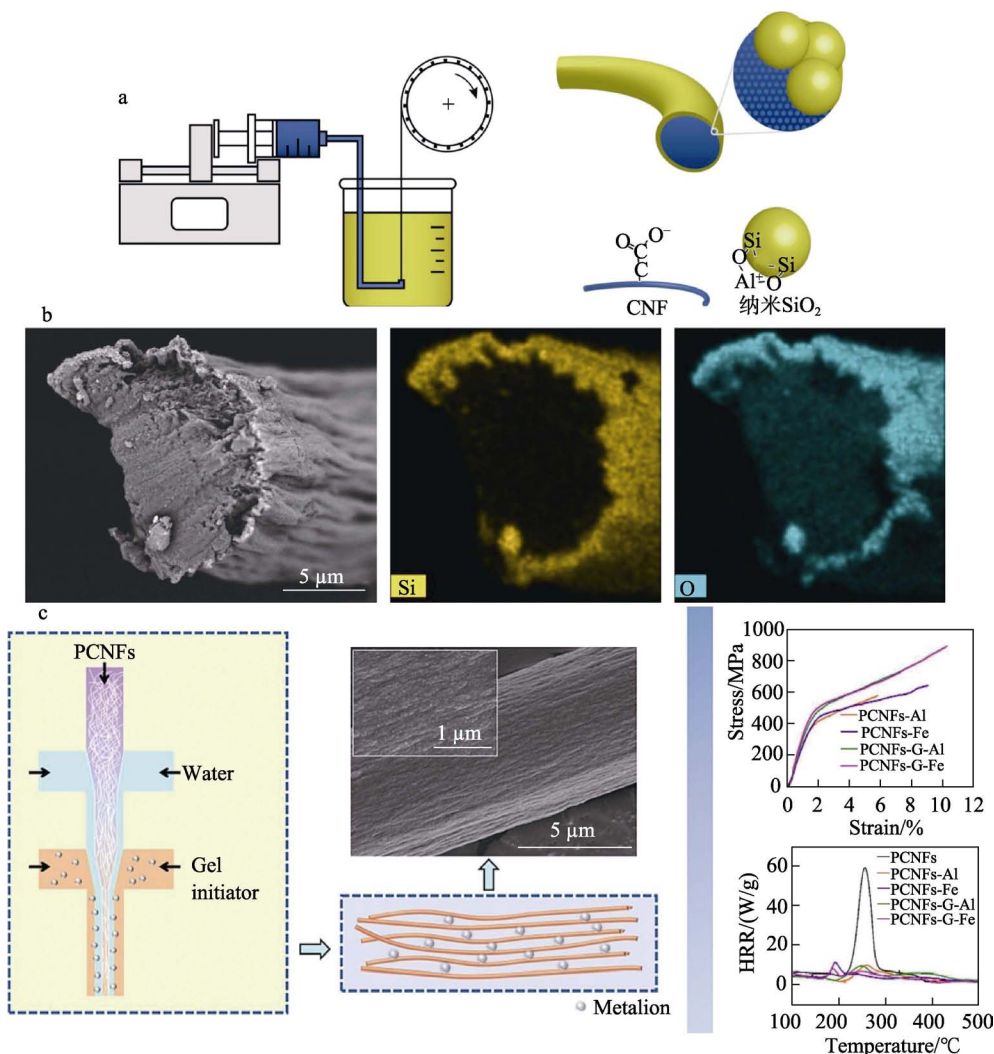 a
O
O⁻
C
C
CNF
Si
O
Si
Al⁺
O
纳米SiO₂
b
5 µm
Si
O
c
PCNFs
Water
Gel
initiator
1 µm
5 µm
Metalion
Stress/MPa
1000
800
600
400
200
0
PCNFs-Al
PCNFs-Fe
PCNFs-G-Al
PCNFs-G-Fe
0 2 4 6 8 10 12
Strain/%
HRR/(W/g)
60
40
20
0
PCNFs
PCNFs-Al
PCNFs-Fe
PCNFs-G-Al
PCNFs-G-Fe
100 200 300 400 500
Temperature/℃